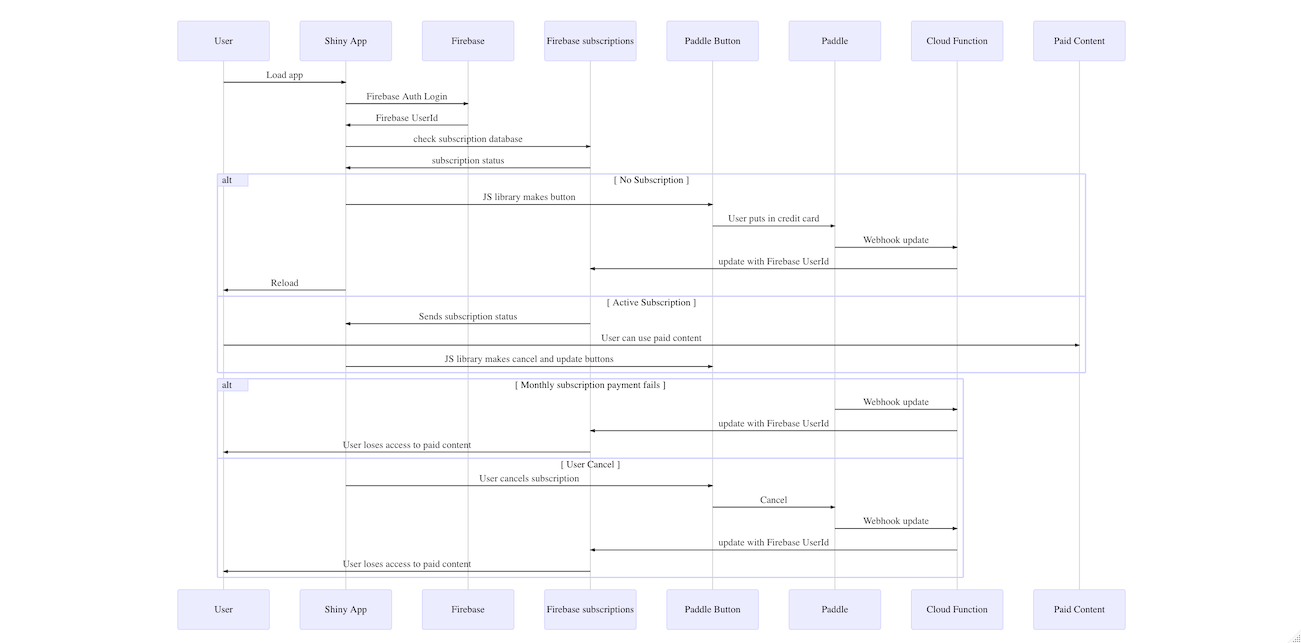 User
Shiny App
Firebase
Firebase subscriptions
Paddle Button
Paddle
Cloud Function
Paid Content
Load app
Firebase Auth Login
Firebase UserId
check subscription database
subscription status
alt
[ No Subscription ]
JS library makes button
User puts in credit card
Webhook update
update with Firebase UserId
Reload
[ Active Subscription ]
Sends subscription status
User can use paid content
JS library makes cancel and update buttons
alt
[ Monthly subscription payment fails ]
Webhook update
update with Firebase UserId
User loses access to paid content
[ User Cancel ]
User cancels subscription
Cancel
Webhook update
update with Firebase UserId
User loses access to paid content
User
Shiny App
Firebase
Firebase subscriptions
Paddle Button
Paddle
Cloud Function
Paid Content